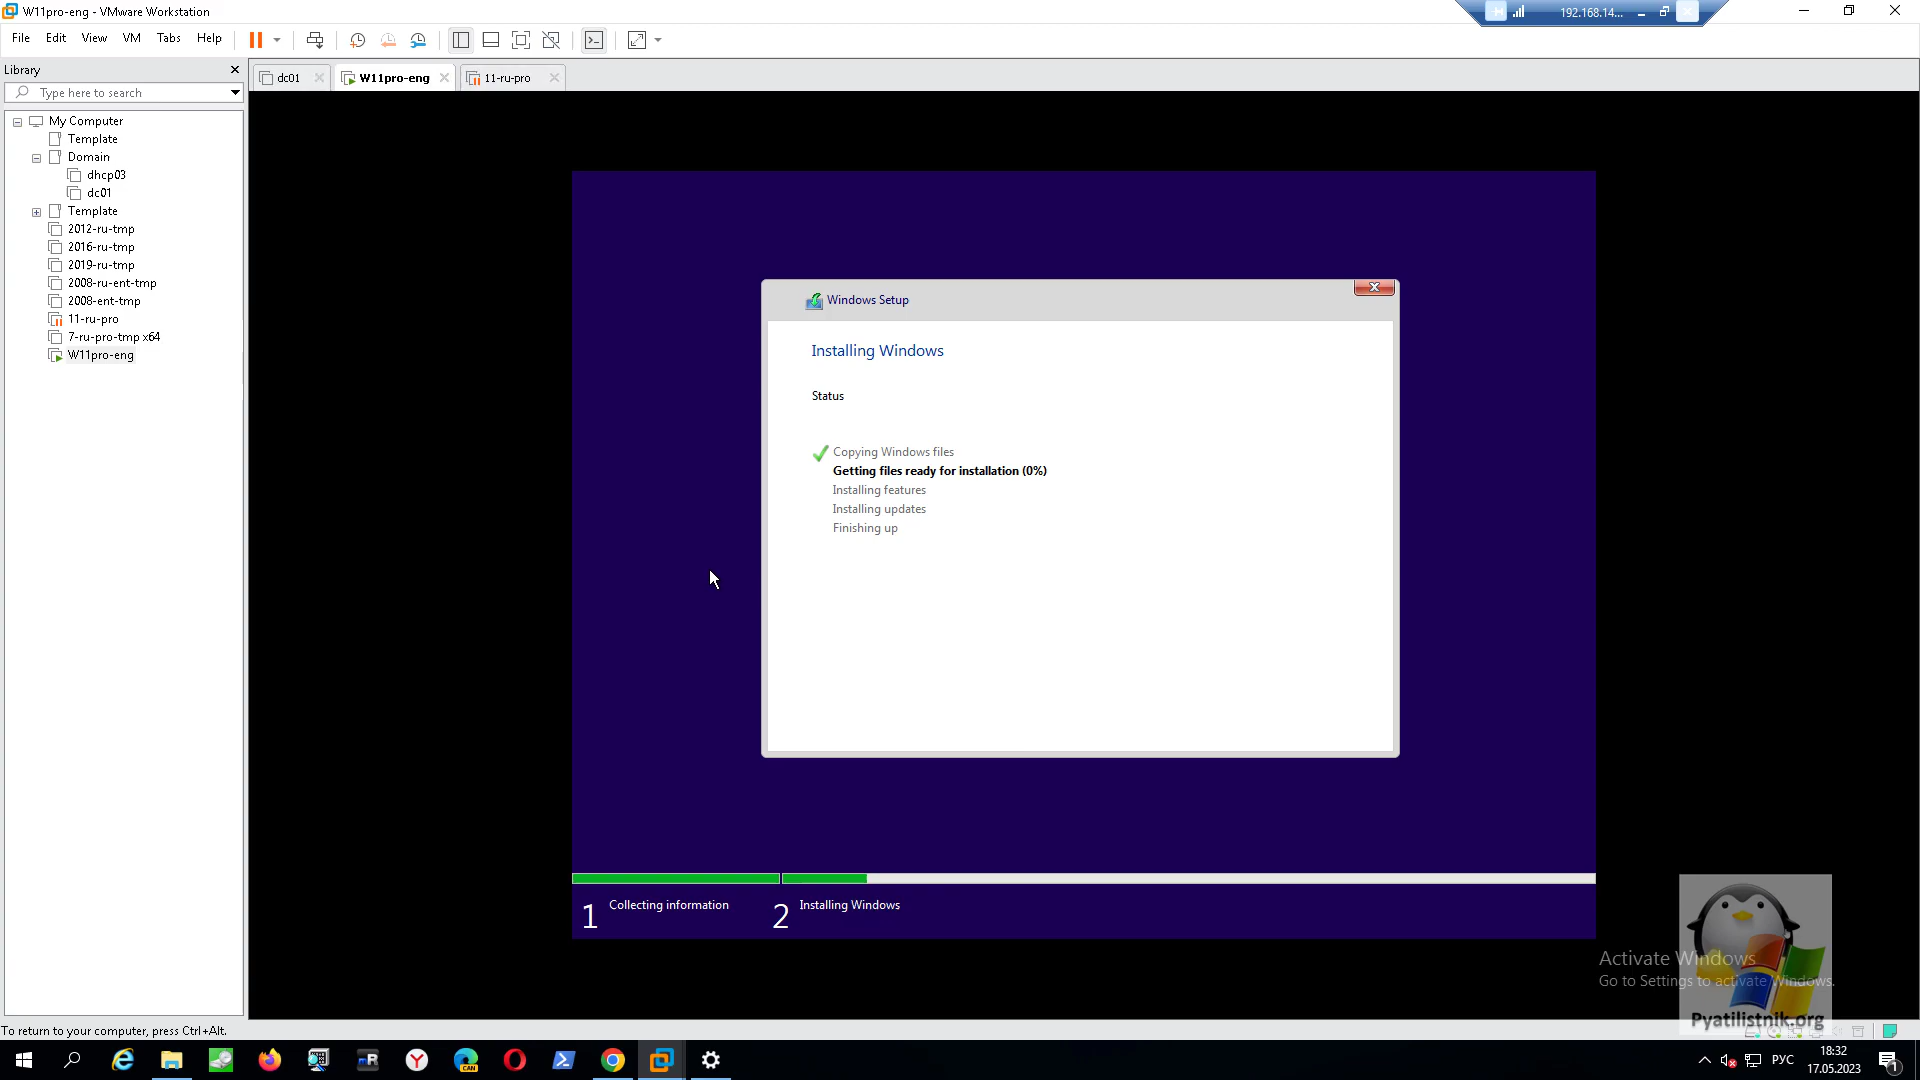 W11pro-eng - VMware Workstation
192.168.14...
File Edit View VM Tabs Help
Library
Type here to search
My Computer
Template
Domain
dhcp03
dc01
Template
2012-ru-tmp
2016-ru-tmp
2019-ru-tmp
2008-ru-ent-tmp
2008-ent-tmp
11-ru-pro
7-ru-pro-tmp x64
W11pro-eng
dc01
W11pro-eng
11-ru-pro
Windows Setup
Installing Windows
Status
Copying Windows files
Getting files ready for installation (0%)
Installing features
Installing updates
Finishing up
1 Collecting information
2 Installing Windows
Activate Windows
Go to Settings to activate Windows.
Pyatilistnik.org
To return to your computer, press Ctrl+Alt.
CAN
РУС
18:32
17.05.2023
1